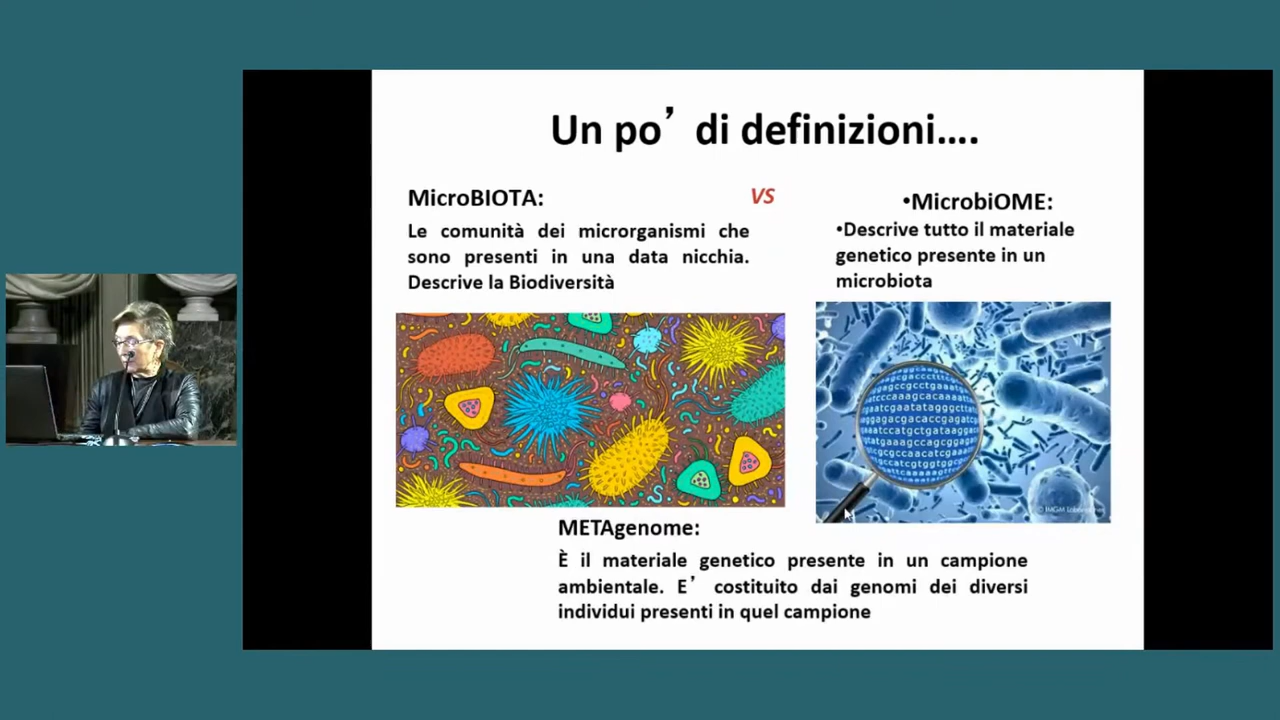 Un po’ di definizioni....
MicroBIOTA:
VS
Le comunità dei microrganismi che
sono presenti in una data nicchia.
Descrive la Biodiversità
•MicrobiOME:
•Descrive tutto il materiale
genetico presente in un
microbiota
METAgenome:
È il materiale genetico presente in un campione
ambientale. E’ costituito dai genomi dei diversi
individui presenti in quel campione